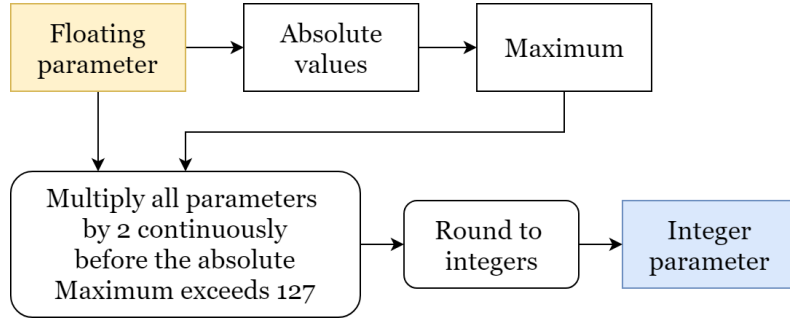 Floating
parameter
Absolute
values
Maximum
Multiply all parameters
by 2 continuously
before the absolute
Maximum exceeds 127
Round to
integers
Integer
parameter